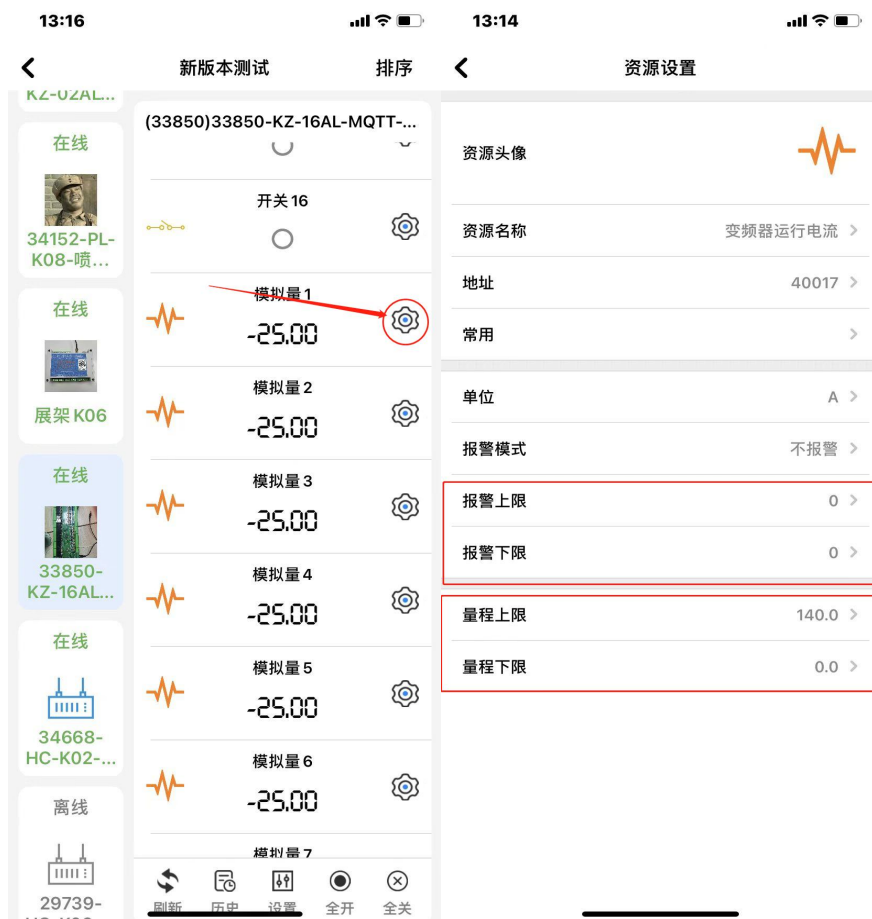 13:16
新版本测试
排序
KZ-02AL...
在线
34152-PL-
K08-喷...
在线
展架K06
在线
33850-
KZ-16AL...
在线
34668-
HC-K02-...
离线
29739-
(33850)33850-KZ-16AL-MQTT-...
开关16
模拟量1
-25.00
模拟量2
-25.00
模拟量3
-25.00
模拟量4
-25.00
模拟量5
-25.00
模拟量6
-25.00
模拟量7
刷新
历史
设置
全开
全关
13:14
资源设置
资源头像
资源名称
变频器运行电流
地址
40017
常用
单位
A
报警模式
不报警
报警上限
0
报警下限
0
量程上限
140.0
量程下限
0.0